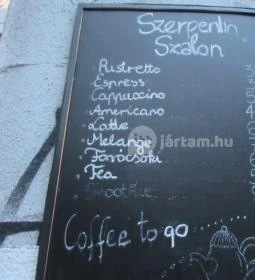 Szerpentin
Szalon
Ristretto
Espress
Cappuccino
Americano
Latte
Melange
Forrócsoki
Tea
Smoothie
Coffee to go
jártam.hu